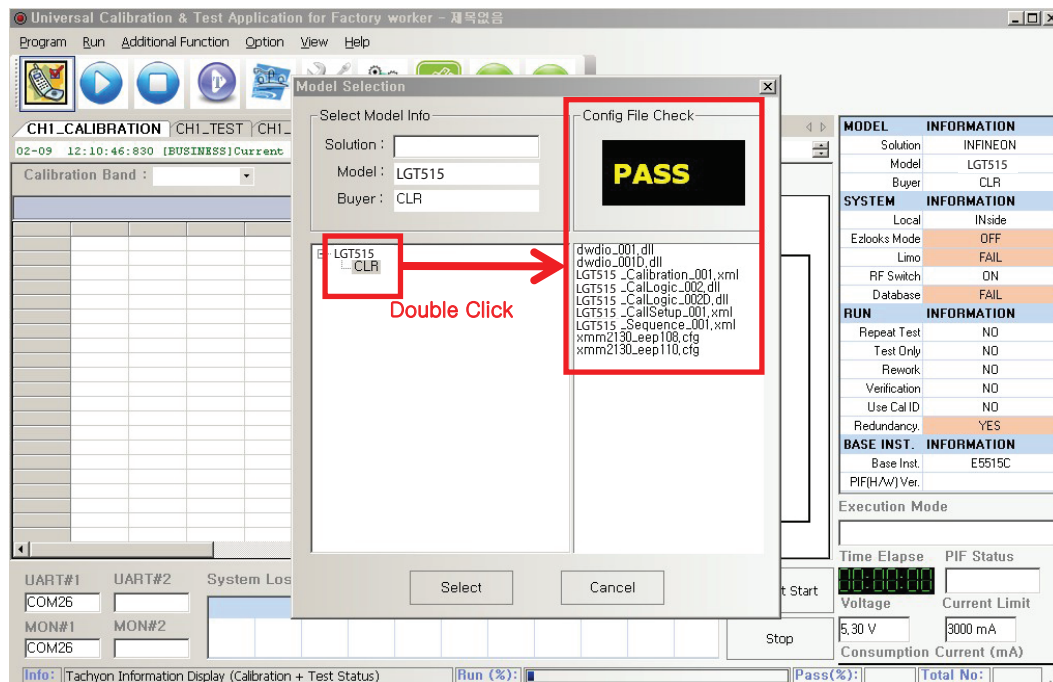 Universal Calibration & Test Application for Factory worker - 제목없음
Program Run Additional Function Option View Help
Model Selection
Select Model Info
Solution :
Model : LGT515
Buyer : CLR
Config File Check
PASS
LGT515
CLR
Double Click
dwdio_001,dll
dwdio_001D,dll
LGT515 _Calibration_001,xml
LGT515 _CalLogic_002,dll
LGT515 _CalLogic_002D,dll
LGT515 _CallSetup_001,xml
LGT515 _Sequence_001,xml
xmm2130_eep108,cfg
xmm2130_eep110,cfg
Select
Cancel
CH1_CALIBRATION CH1_TEST CH1_
02-09 12:10:46:830 [BUSINESS]Current
Calibration Band :
MODEL INFORMATION
Solution INFINEON
Model LGT515
Buyer CLR
SYSTEM INFORMATION
Local INside
Ezlooks Mode OFF
Limo FAIL
RF Switch ON
Database FAIL
RUN INFORMATION
Repeat Test NO
Test Only NO
Rework NO
Verification NO
Use Cal ID NO
Redundancy, YES
BASE INST. INFORMATION
Base Inst. E5515C
PIF(H/W) Ver.
Execution Mode
Time Elapse PIF Status
00:00:00
Voltage Current Limit
5,30 V 3000 mA
Consumption Current (mA)
UART#1 UART#2 System Los
COM26
MON#1 MON#2
COM26
t Start
Stop
Info: Tachyon Information Display (Calibration + Test Status) Run (%): Pass(%): Total No: